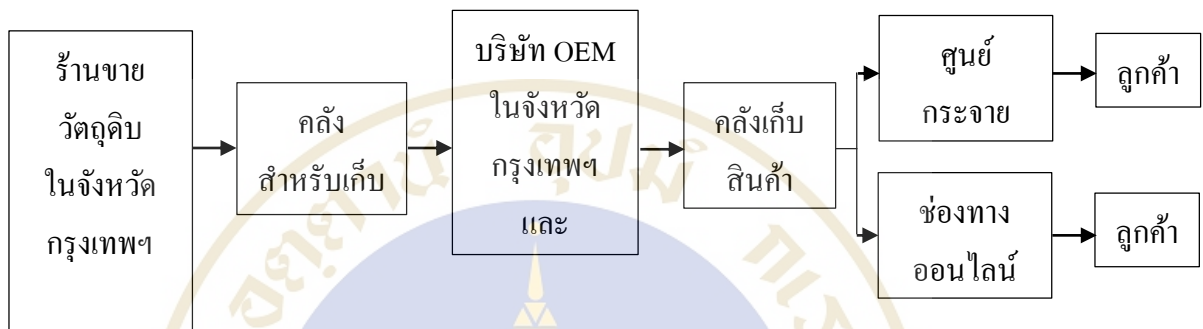 ร้านขาย
วัตถุดิบ
ในจังหวัด
กรุงเทพฯ
คลัง
สำหรับเก็บ
บริษัท OEM
ในจังหวัด
กรุงเทพฯ
และ
คลังเก็บ
สินค้า
ศูนย์
กระจาย
ลูกค้า
ช่องทาง
ออนไลน์
ลูกค้า